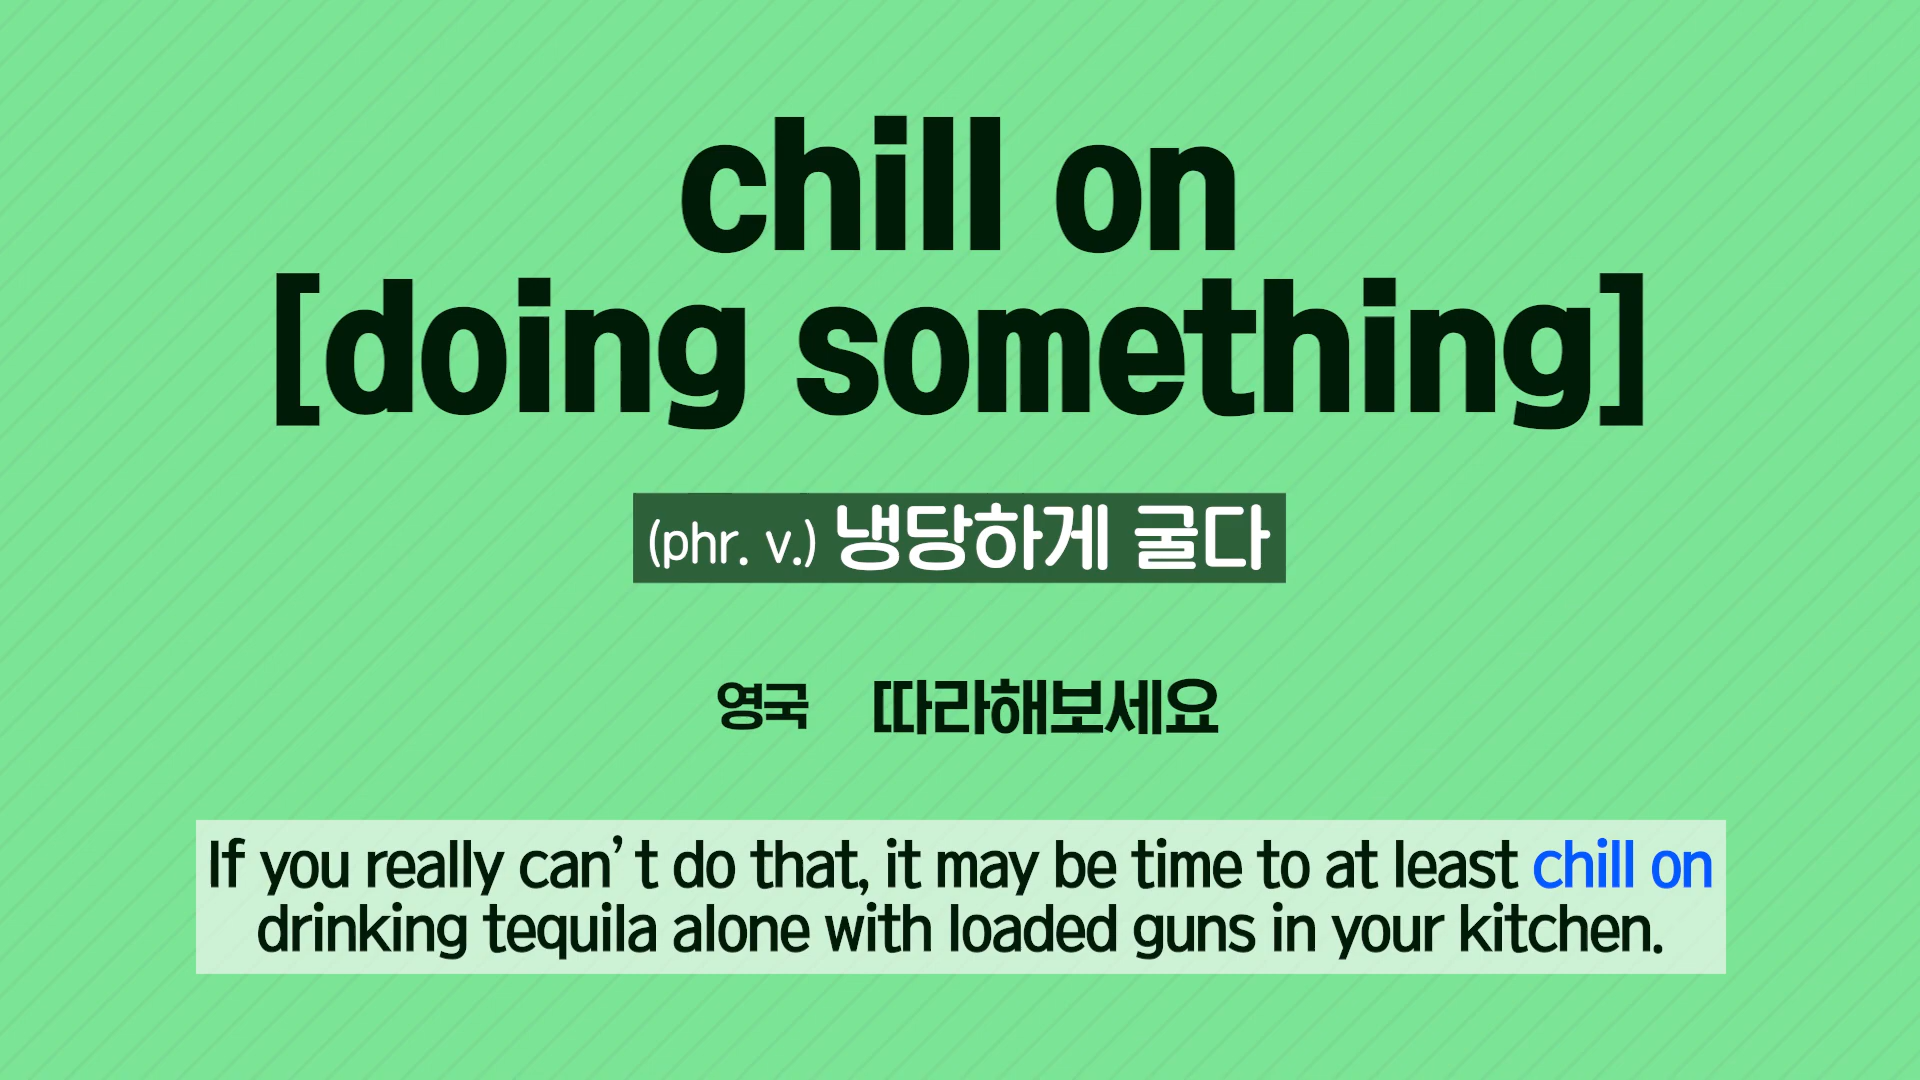 chill on
[doing something]
(phr. v.) 냉당하게 굴다
영국 따라해보세요
If you really can't do that, it may be time to at least chill on
drinking tequila alone with loaded guns in your kitchen.